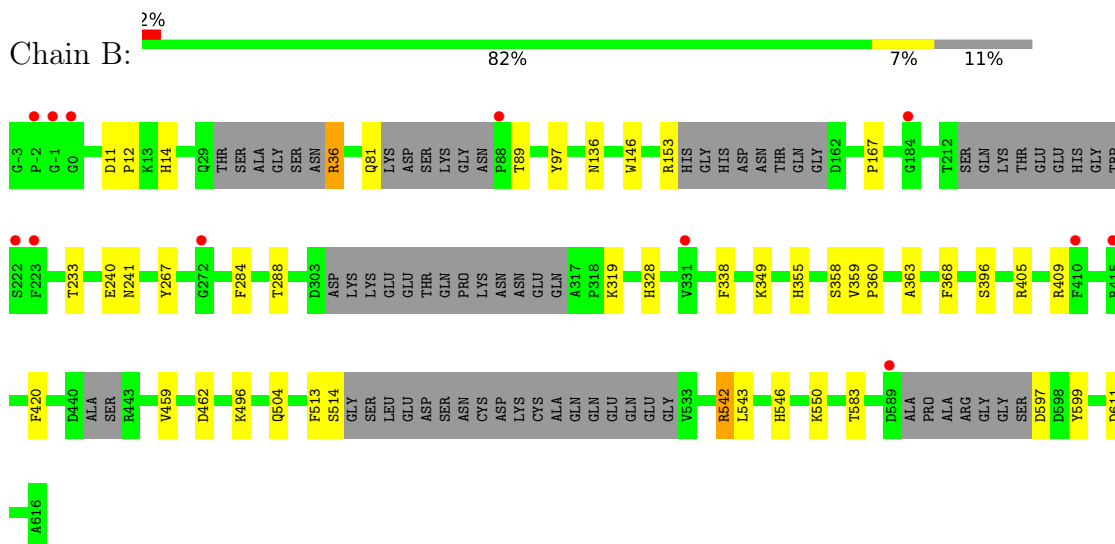 2%
Chain B:
82% 7% 11%
G-3 P-2 G-1 G0 D11 P12 K13 H14 Q29 THR SER ALA GLY SER ASN R36 Q81 LYS ASP SER LYS GLY ASN P88 T89 Y97 N136 W146 R153 HIS GLY HIS ASP ASN THR GLN GLY D162 P167 G184 T212 SER GLN LYS THR GLU GLU HIS GLY TRP
S222 F223 T233 E240 N241 Y267 G272 F284 T288 D303 ASP LYS LYS GLU GLU THR GLN PRO LYS ASN ASN GLU GLN A317 P318 K319 H328 V331 F338 K349 H355 S358 V359 P360 A363 F368 S396 R405 R409 F410
F420 D440 ALA SER R443 V459 D462 K496 Q504 F513 S514 GLY SER LEU GLU ASP SER ASN CYS ASP LYS CYS ALA GLN GLN GLU GLN GLU GLY V533 R542 L543 H546 K550 T583 D589 ALA PRO ALA ARG GLY GLY SER D597 D598 Y599
A616